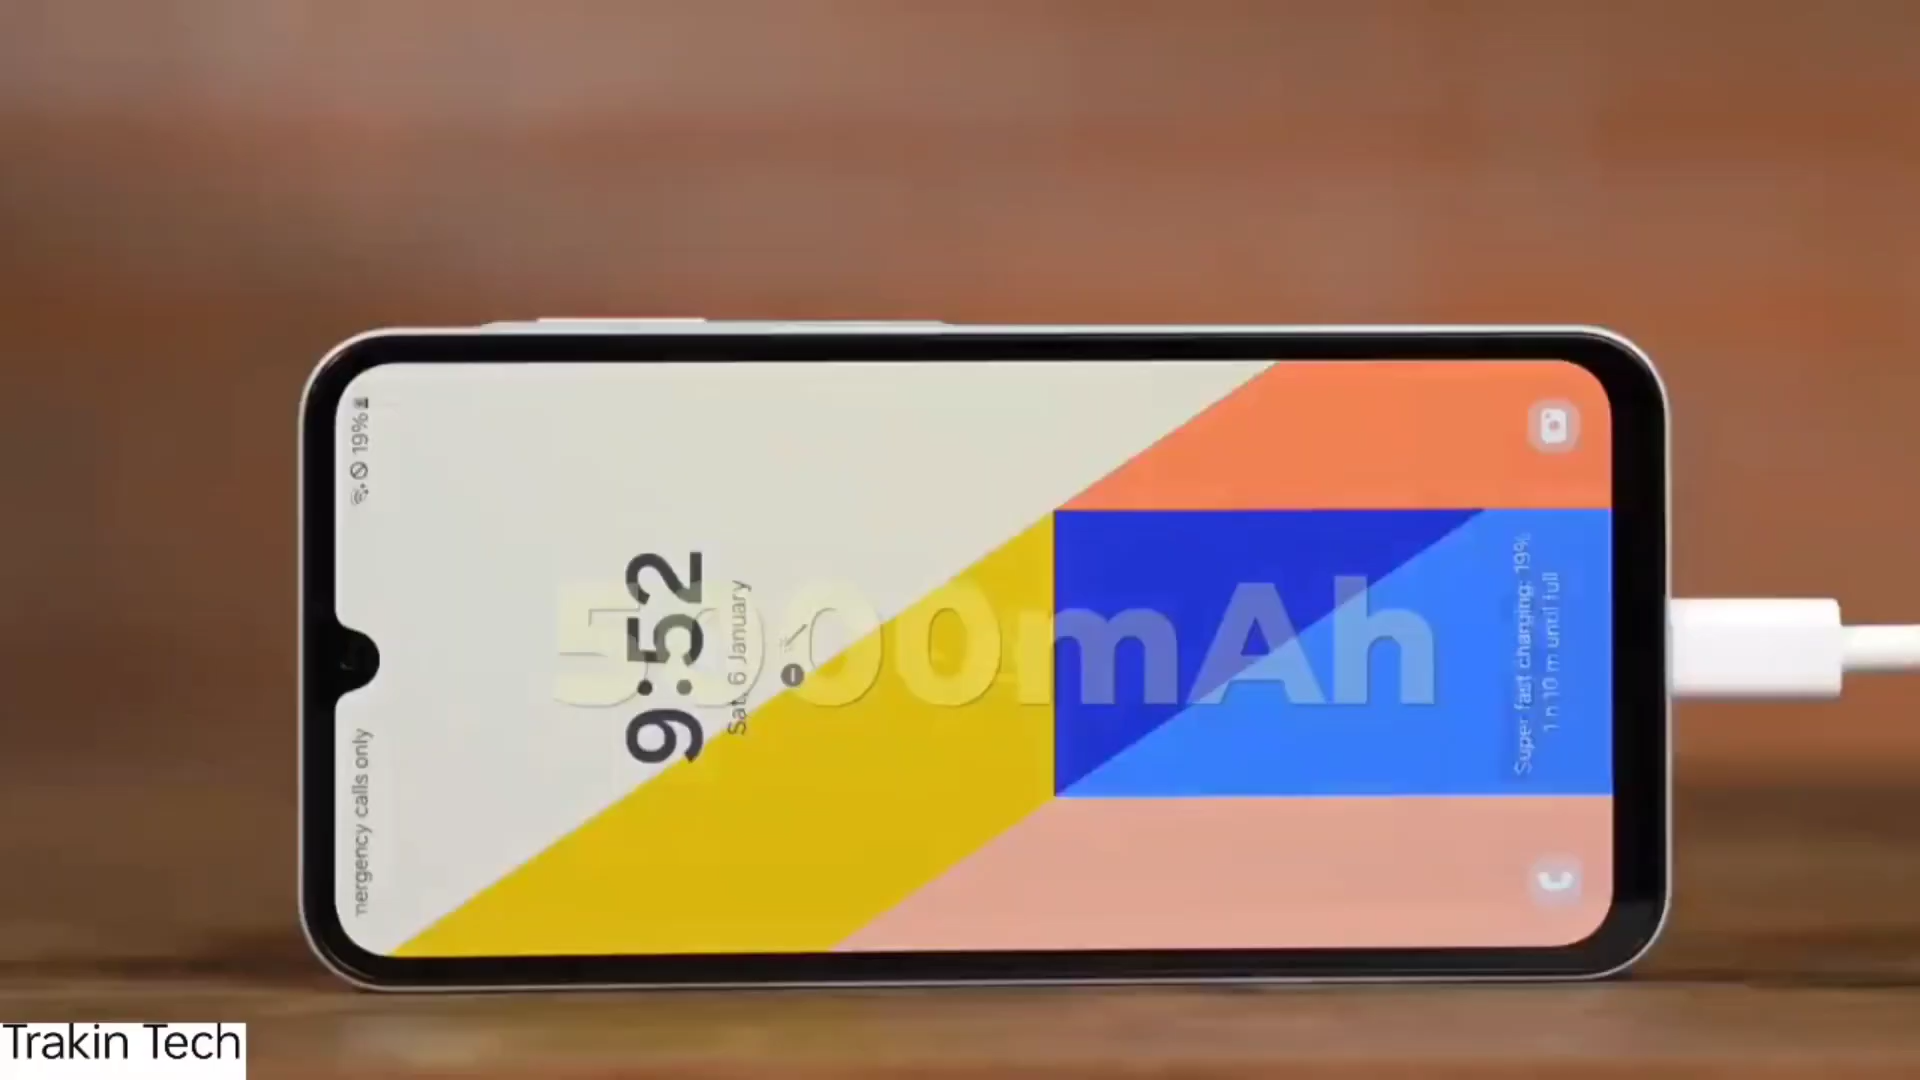 mergency calls only
19%
9:52
Sat, 6 January
5000mAh
Super fast charging: 19%
1 h 10 m until full
Trakin Tech